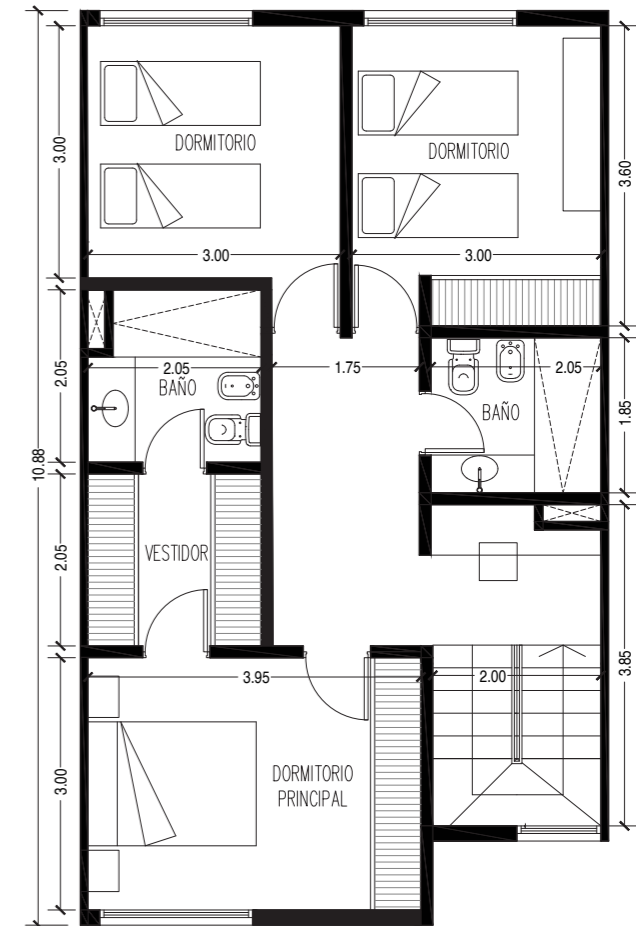 DORMITORIO
DORMITORIO
3.00
3.60
3.00
3.00
2.05
1.75
2.05
BAÑO
BAÑO
2.05
1.85
10.88
VESTIDOR
2.05
3.95
2.00
3.85
DORMITORIO
PRINCIPAL
3.00